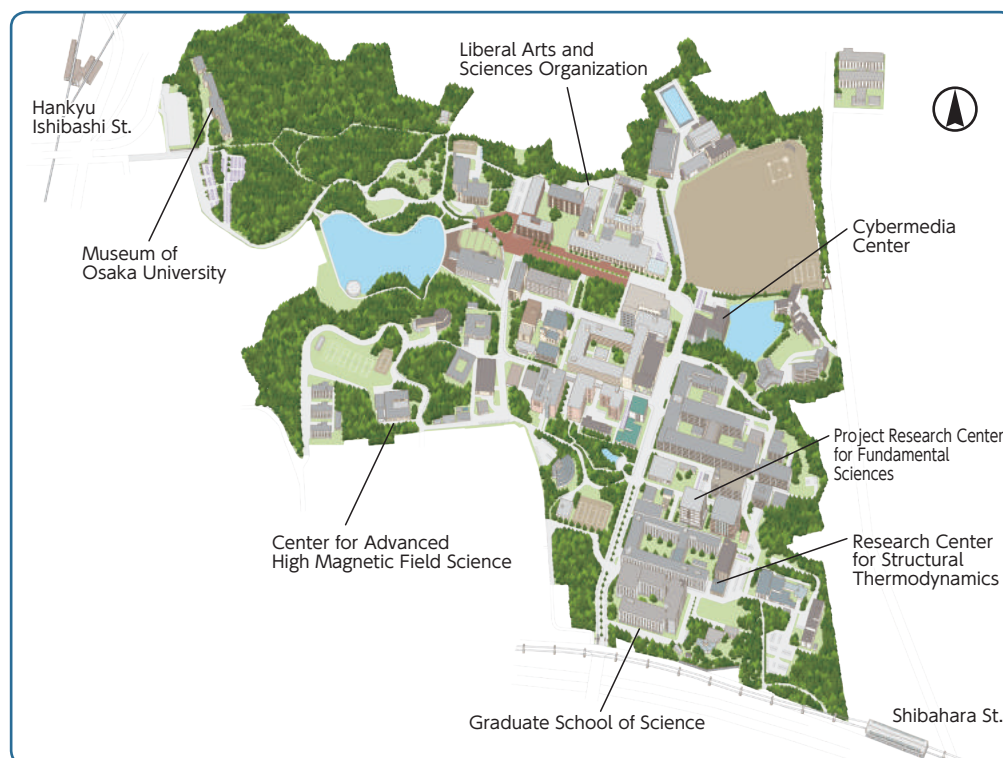 Liberal Arts and
Sciences Organization
Hankyu
Ishibashi St.
Museum of
Osaka University
Cybermedia
Center
Project Research Center
for Fundamental
Sciences
Center for Advanced
High Magnetic Field Science
Research Center
for Structural
Thermodynamics
Graduate School of Science
Shibahara St.